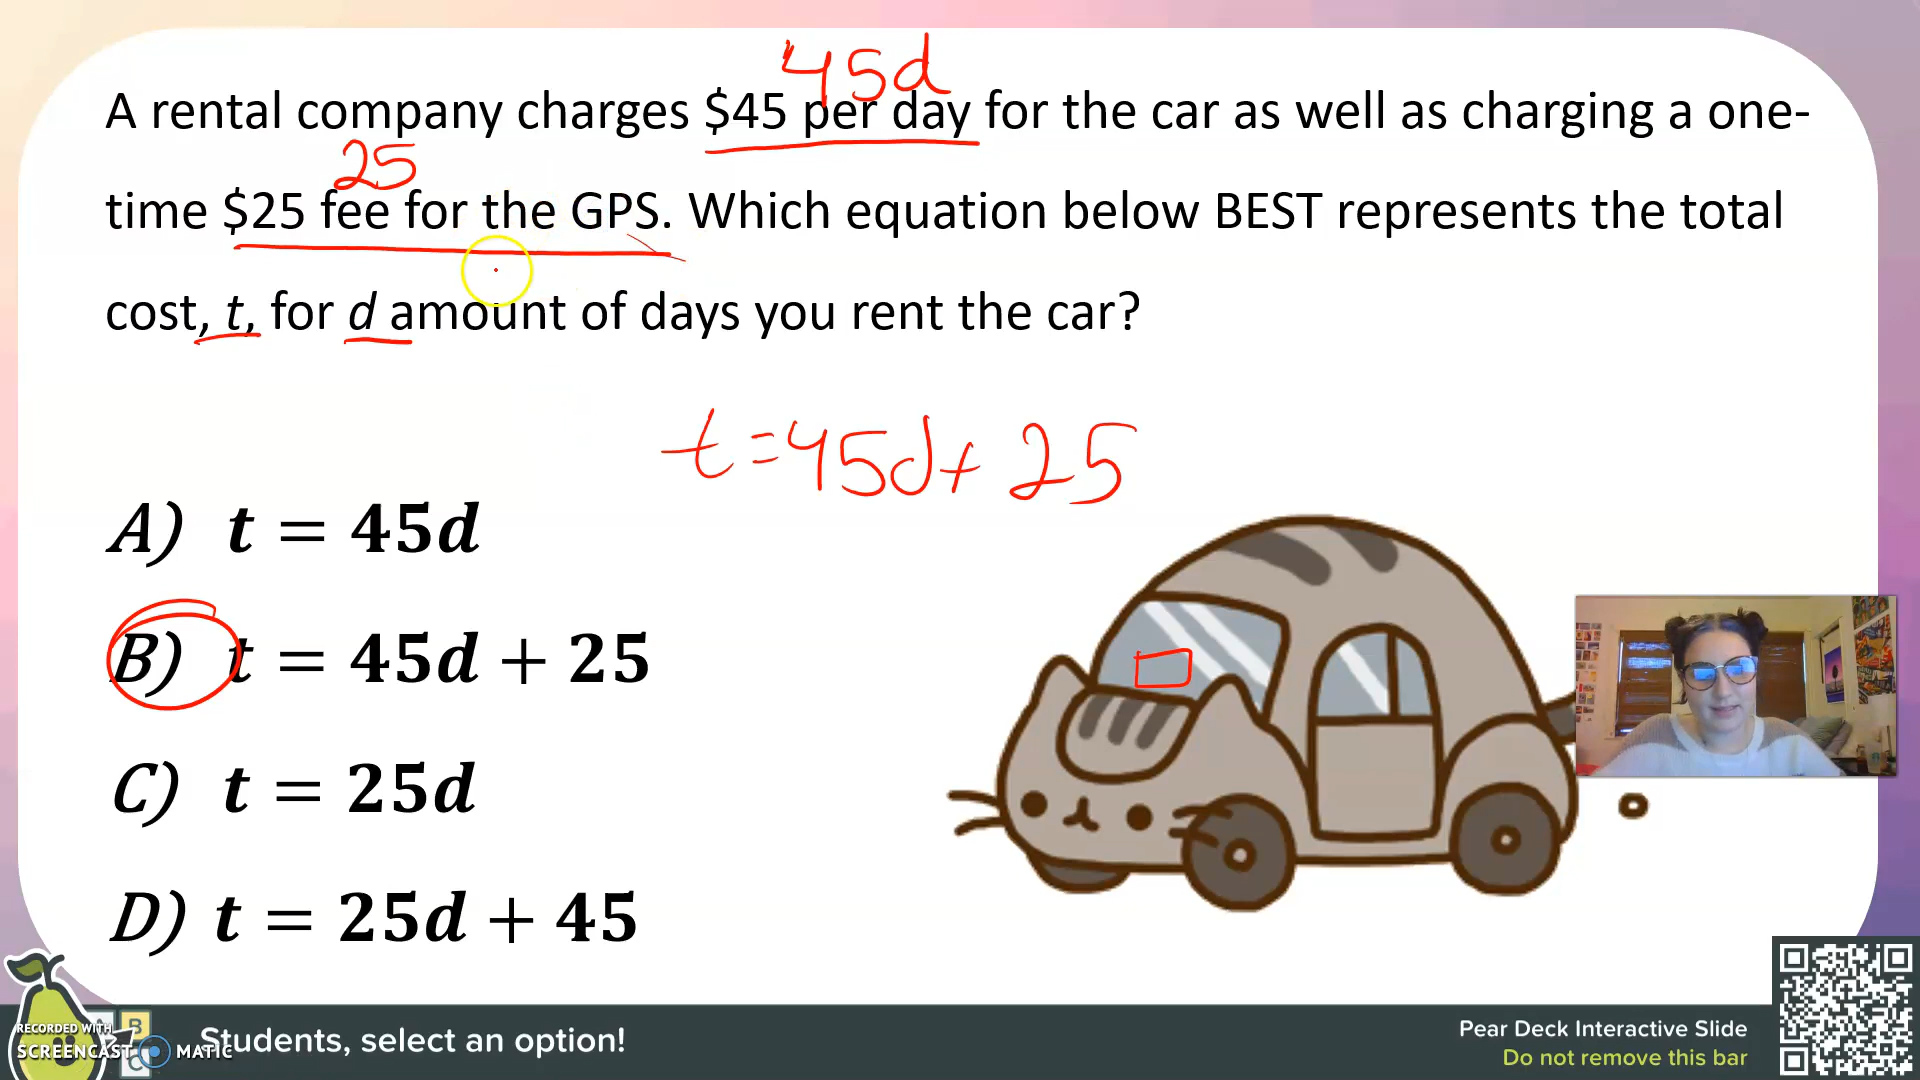 45d
A rental company charges $45 per day for the car as well as charging a one-
25
time $25 fee for the GPS. Which equation below BEST represents the total
cost, t, for d amount of days you rent the car?
t=45d+25
A) t = 45d
B) t = 45d + 25
C) t = 25d
D) t = 25d + 45
RECORDED WITH
SCREENCAST MATIC
Students, select an option!
Pear Deck Interactive Slide
Do not remove this bar